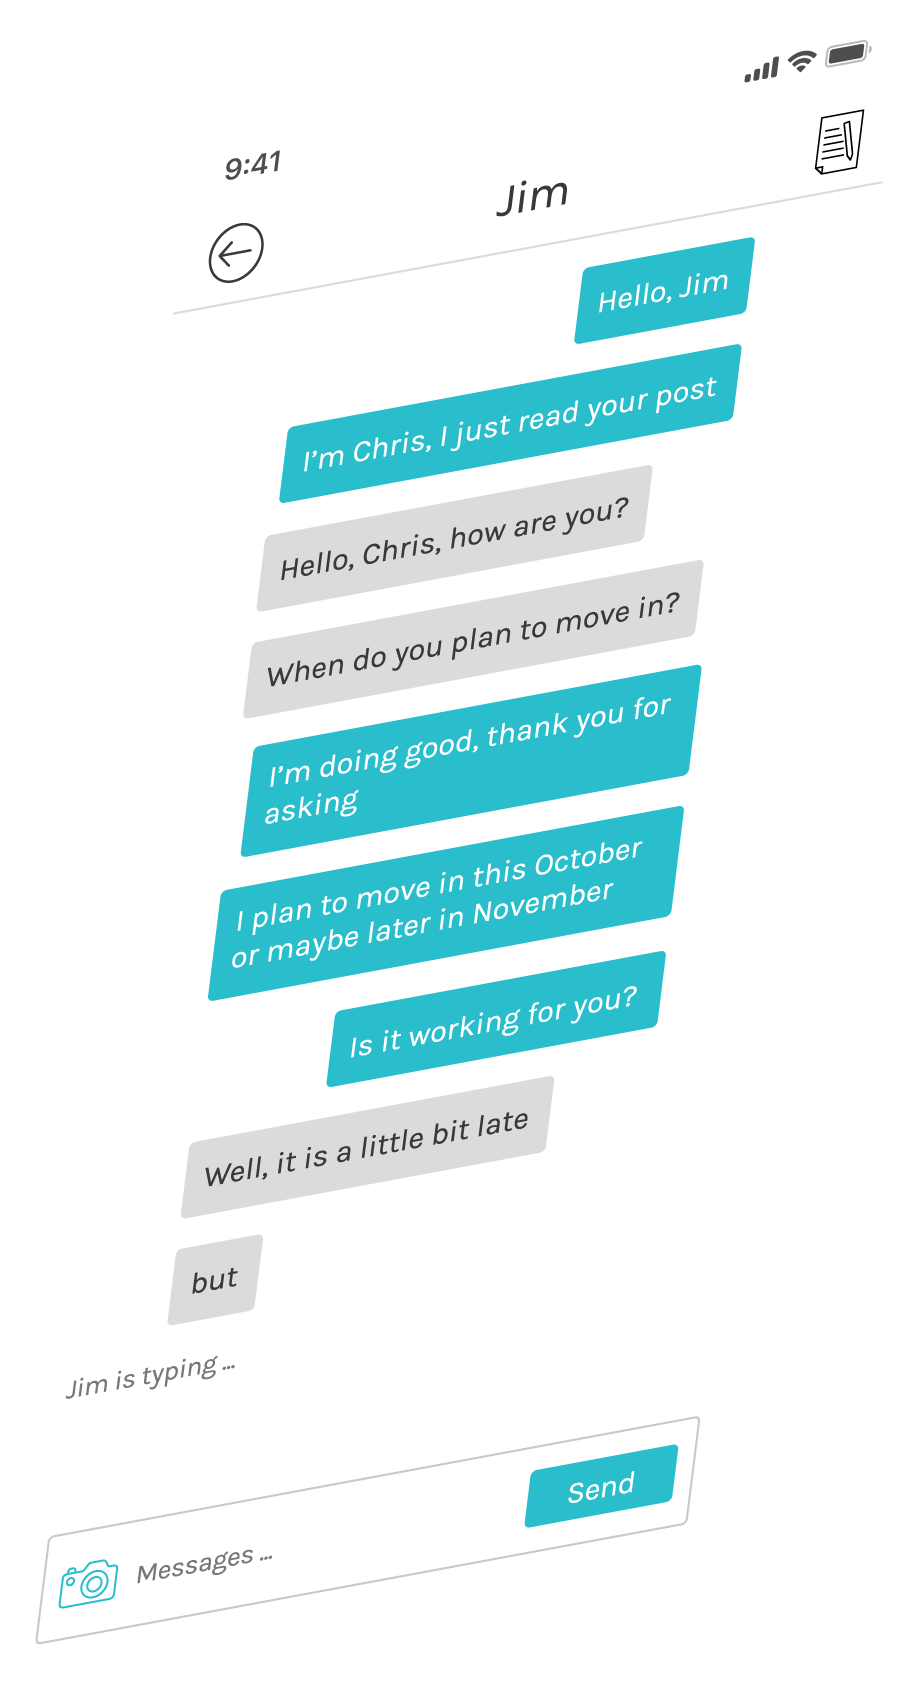 9:41
Jim
Hello, Jim
I’m Chris, I just read your post
Hello, Chris, how are you?
When do you plan to move in?
I’m doing good, thank you for
asking
I plan to move in this October
or maybe later in November
Is it working for you?
Well, it is a little bit late
but
Jim is typing ...
Messages ...
Send